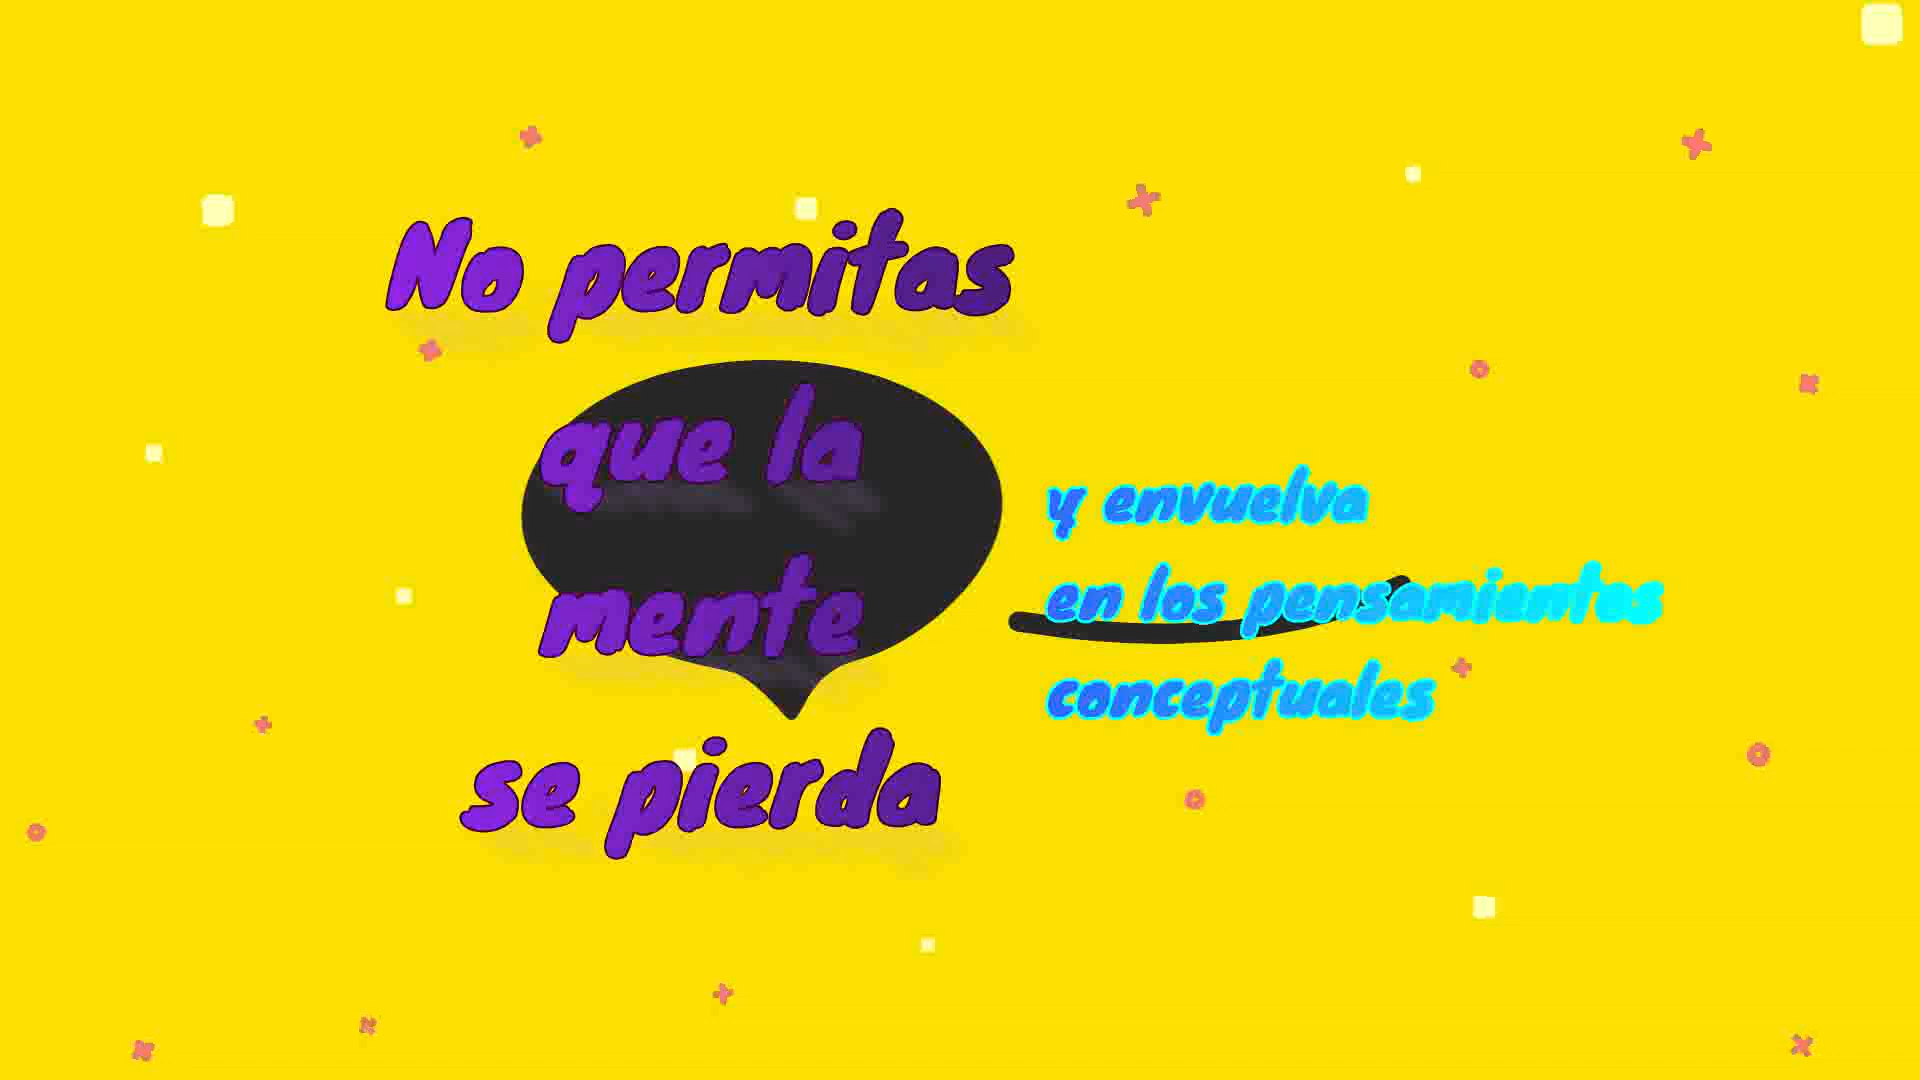 No permitas
que la
mente
se pierda
y envuelva
en los pensamientos
conceptuales